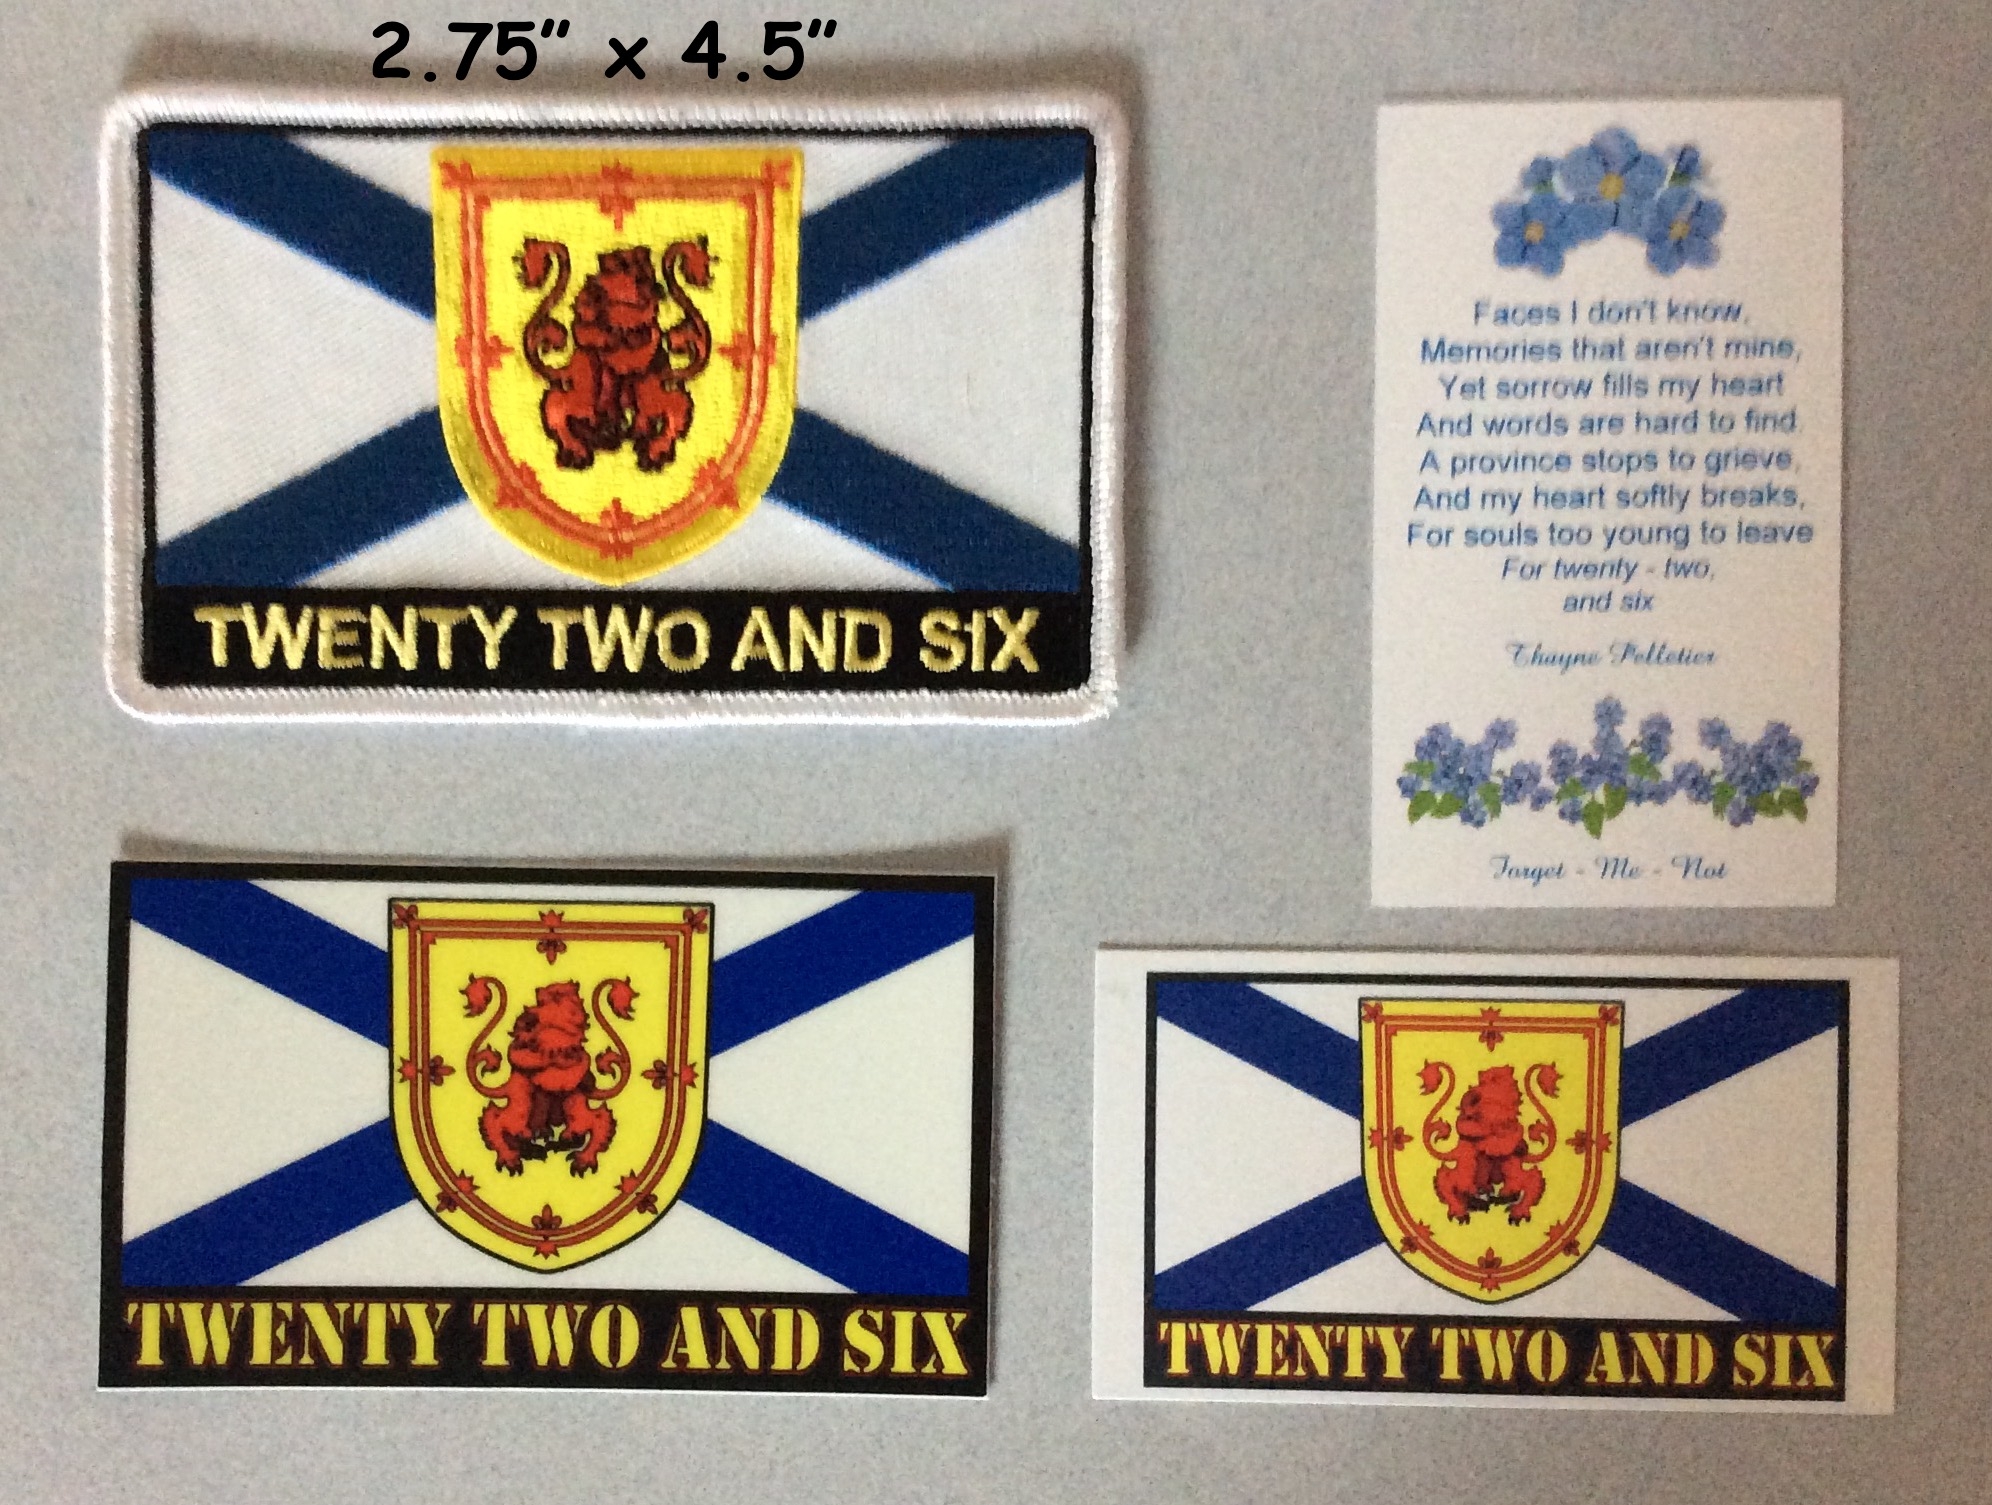 2.75" x 4.5"
TWENTY TWO AND SIX
Faces I don't know,
Memories that aren't mine,
Yet sorrow fills my heart
And words are hard to find.
A province stops to grieve,
And my heart softly breaks,
For souls too young to leave
For twenty - two,
and six
Thayne Pelletier
Forget - Me - Not
TWENTY TWO AND SIX
TWENTY TWO AND SIX